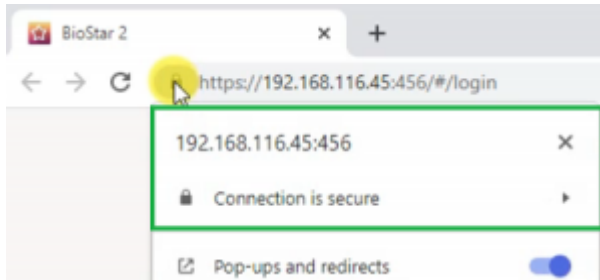 BioStar 2
https://192.168.116.45:456/#/login
192.168.116.45:456
Connection is secure
Pop-ups and redirects